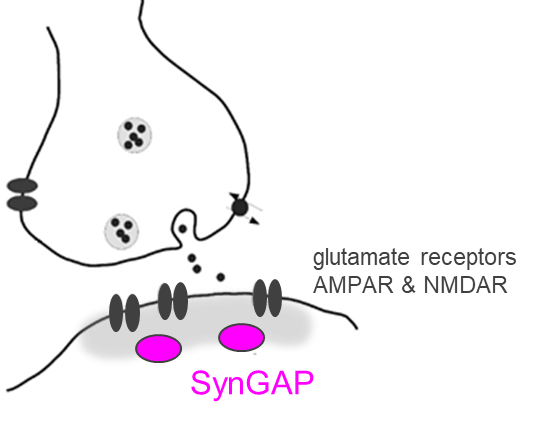 glutamate receptors
AMPAR & NMDAR
SynGAP